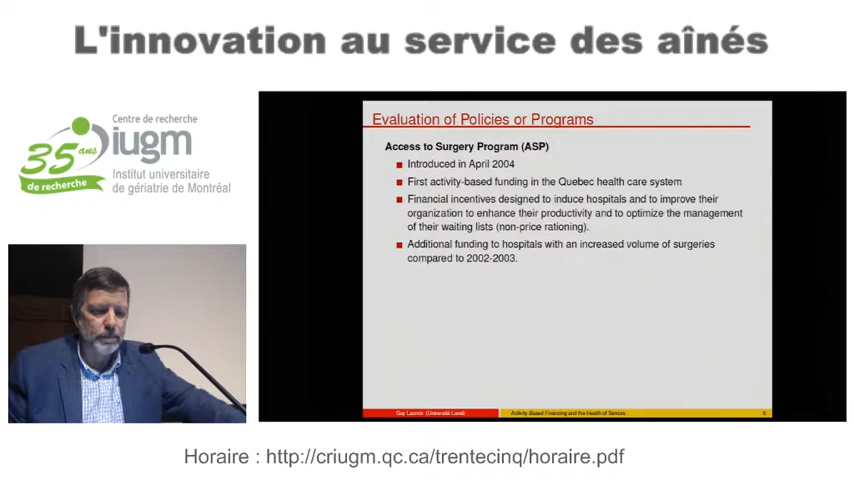 L'innovation au service des aînés
Centre de recherche
iugm
35 ans
de recherche
Institut universitaire
de gériatrie de Montréal
Evaluation of Policies or Programs
Access to Surgery Program (ASP)
Introduced in April 2004
First activity-based funding in the Quebec health care system
Financial incentives designed to induce hospitals and to improve their
organization to enhance their productivity and to optimize the management
of their waiting lists (non-price rationing).
Additional funding to hospitals with an increased volume of surgeries
compared to 2002-2003.
Guy Lacroix (Université Laval)
Activity-Based Financing and the Health of Seniors
6
Horaire : http://criugm.qc.ca/trentecinq/horaire.pdf